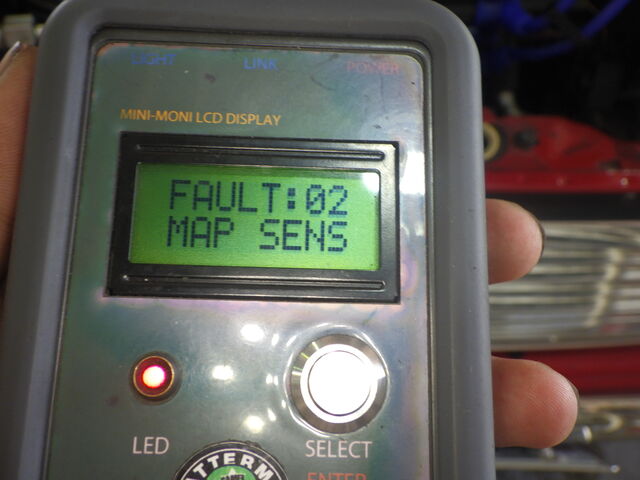 LIGHT LINK POWER
MINI-MONI LCD DISPLAY
FAULT:02
MAP SENS
LED SELECT
ENTER